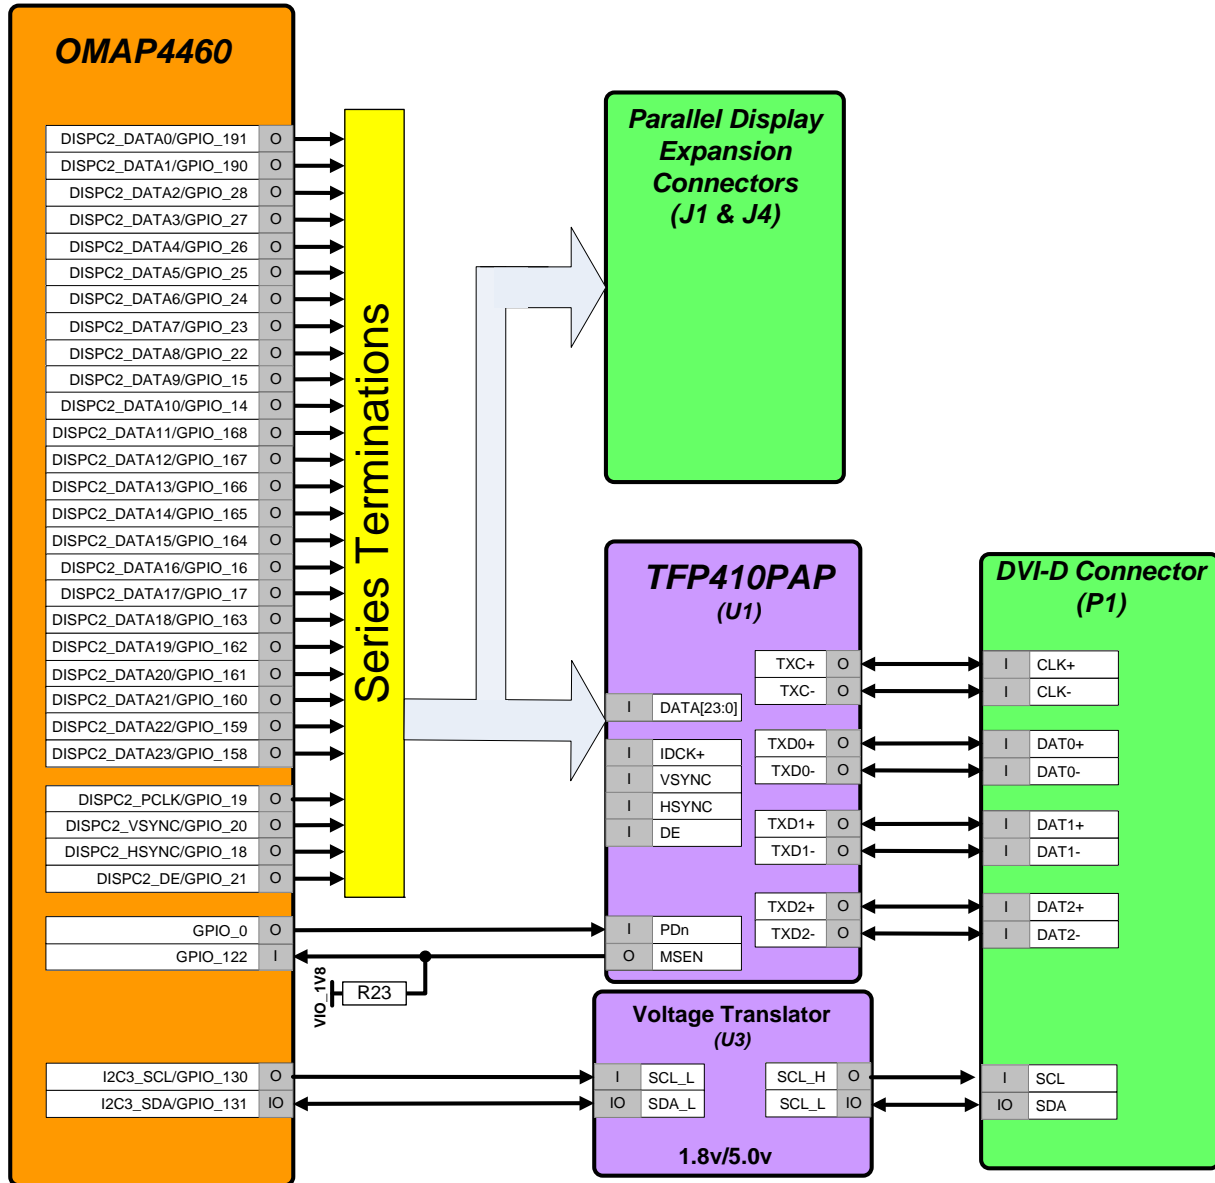 OMAP4460
DISPC2_DATA0/GPIO_191 O
DISPC2_DATA1/GPIO_190 O
DISPC2_DATA2/GPIO_28 O
DISPC2_DATA3/GPIO_27 O
DISPC2_DATA4/GPIO_26 O
DISPC2_DATA5/GPIO_25 O
DISPC2_DATA6/GPIO_24 O
DISPC2_DATA7/GPIO_23 O
DISPC2_DATA8/GPIO_22 O
DISPC2_DATA9/GPIO_15 O
DISPC2_DATA10/GPIO_14 O
DISPC2_DATA11/GPIO_168 O
DISPC2_DATA12/GPIO_167 O
DISPC2_DATA13/GPIO_166 O
DISPC2_DATA14/GPIO_165 O
DISPC2_DATA15/GPIO_164 O
DISPC2_DATA16/GPIO_16 O
DISPC2_DATA17/GPIO_17 O
DISPC2_DATA18/GPIO_163 O
DISPC2_DATA19/GPIO_162 O
DISPC2_DATA20/GPIO_161 O
DISPC2_DATA21/GPIO_160 O
DISPC2_DATA22/GPIO_159 O
DISPC2_DATA23/GPIO_158 O
DISPC2_PCLK/GPIO_19 O
DISPC2_VSYNC/GPIO_20 O
DISPC2_HSYNC/GPIO_18 O
DISPC2_DE/GPIO_21 O
GPIO_0 O
GPIO_122 I
I2C3_SCL/GPIO_130 O
I2C3_SDA/GPIO_131 IO
Series Terminations
VIO_1V8
R23
Parallel Display
Expansion
Connectors
(J1 & J4)
TFP410PAP
(U1)
I DATA[23:0]
I IDCK+
I VSYNC
I HSYNC
I DE
I PDn
O MSEN
TXC+ O
TXC- O
TXD0+ O
TXD0- O
TXD1+ O
TXD1- O
TXD2+ O
TXD2- O
Voltage Translator
(U3)
I SCL_L
IO SDA_L
SCL_H O
SCL_L IO
1.8v/5.0v
DVI-D Connector
(P1)
I CLK+
I CLK-
I DAT0+
I DAT0-
I DAT1+
I DAT1-
I DAT2+
I DAT2-
I SCL
IO SDA